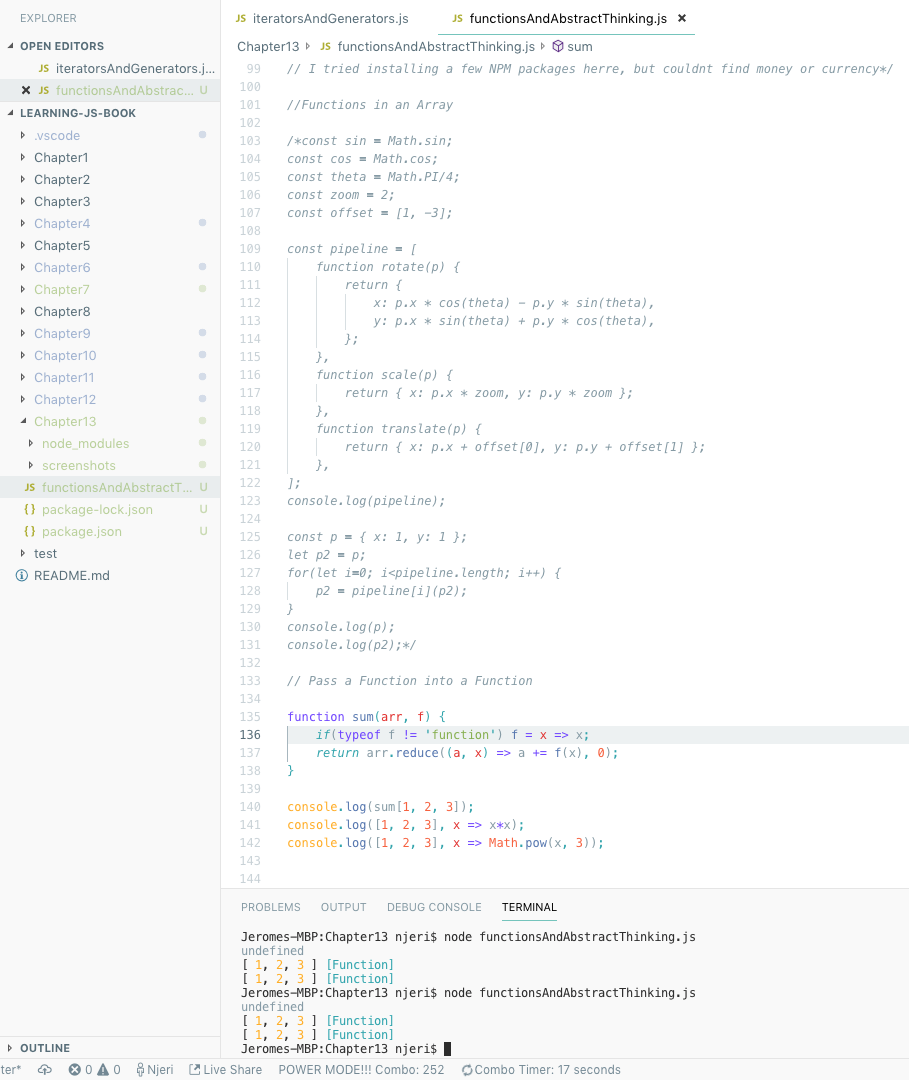 EXPLORER
OPEN EDITORS
JS iteratorsAndGenerators.j...
JS functionsAndAbstrac... U
LEARNING-JS-BOOK
.vscode
Chapter1
Chapter2
Chapter3
Chapter4
Chapter5
Chapter6
Chapter7
Chapter8
Chapter9
Chapter10
Chapter11
Chapter12
Chapter13
node_modules
screenshots
JS functionsAndAbstractT... U
{} package-lock.json U
{} package.json U
test
README.md
OUTLINE
JS iteratorsAndGenerators.js
JS functionsAndAbstractThinking.js ×
Chapter13 JS functionsAndAbstractThinking.js sum
99 // I tried installing a few NPM packages herre, but couldnt find money or currency*/
100
101 //Functions in an Array
102
103 /*const sin = Math.sin;
104 const cos = Math.cos;
105 const theta = Math.PI/4;
106 const zoom = 2;
107 const offset = [1, -3];
108
109 const pipeline = [
110 function rotate(p) {
111 return {
112 x: p.x * cos(theta) - p.y * sin(theta),
113 y: p.x * sin(theta) + p.y * cos(theta),
114 };
115 },
116 function scale(p) {
117 return { x: p.x * zoom, y: p.y * zoom };
118 },
119 function translate(p) {
120 return { x: p.x + offset[0], y: p.y + offset[1] };
121 },
122 ];
123 console.log(pipeline);
124
125 const p = { x: 1, y: 1 };
126 let p2 = p;
127 for(let i=0; i<pipeline.length; i++) {
128 p2 = pipeline[i](p2);
129 }
130 console.log(p);
131 console.log(p2);*/
132
133 // Pass a Function into a Function
134
135 function sum(arr, f) {
136 if(typeof f != 'function') f = x => x;
137 return arr.reduce((a, x) => a += f(x), 0);
138 }
139
140 console.log(sum[1, 2, 3]);
141 console.log([1, 2, 3], x => x*x);
142 console.log([1, 2, 3], x => Math.pow(x, 3));
143
144
PROBLEMS OUTPUT DEBUG CONSOLE TERMINAL
Jeromes-MBP:Chapter13 njeri$ node functionsAndAbstractThinking.js
undefined
[ 1, 2, 3 ] [Function]
[ 1, 2, 3 ] [Function]
Jeromes-MBP:Chapter13 njeri$ node functionsAndAbstractThinking.js
undefined
[ 1, 2, 3 ] [Function]
[ 1, 2, 3 ] [Function]
Jeromes-MBP:Chapter13 njeri$
ter* 0 0 Njeri Live Share POWER MODE!!! Combo: 252 Combo Timer: 17 seconds